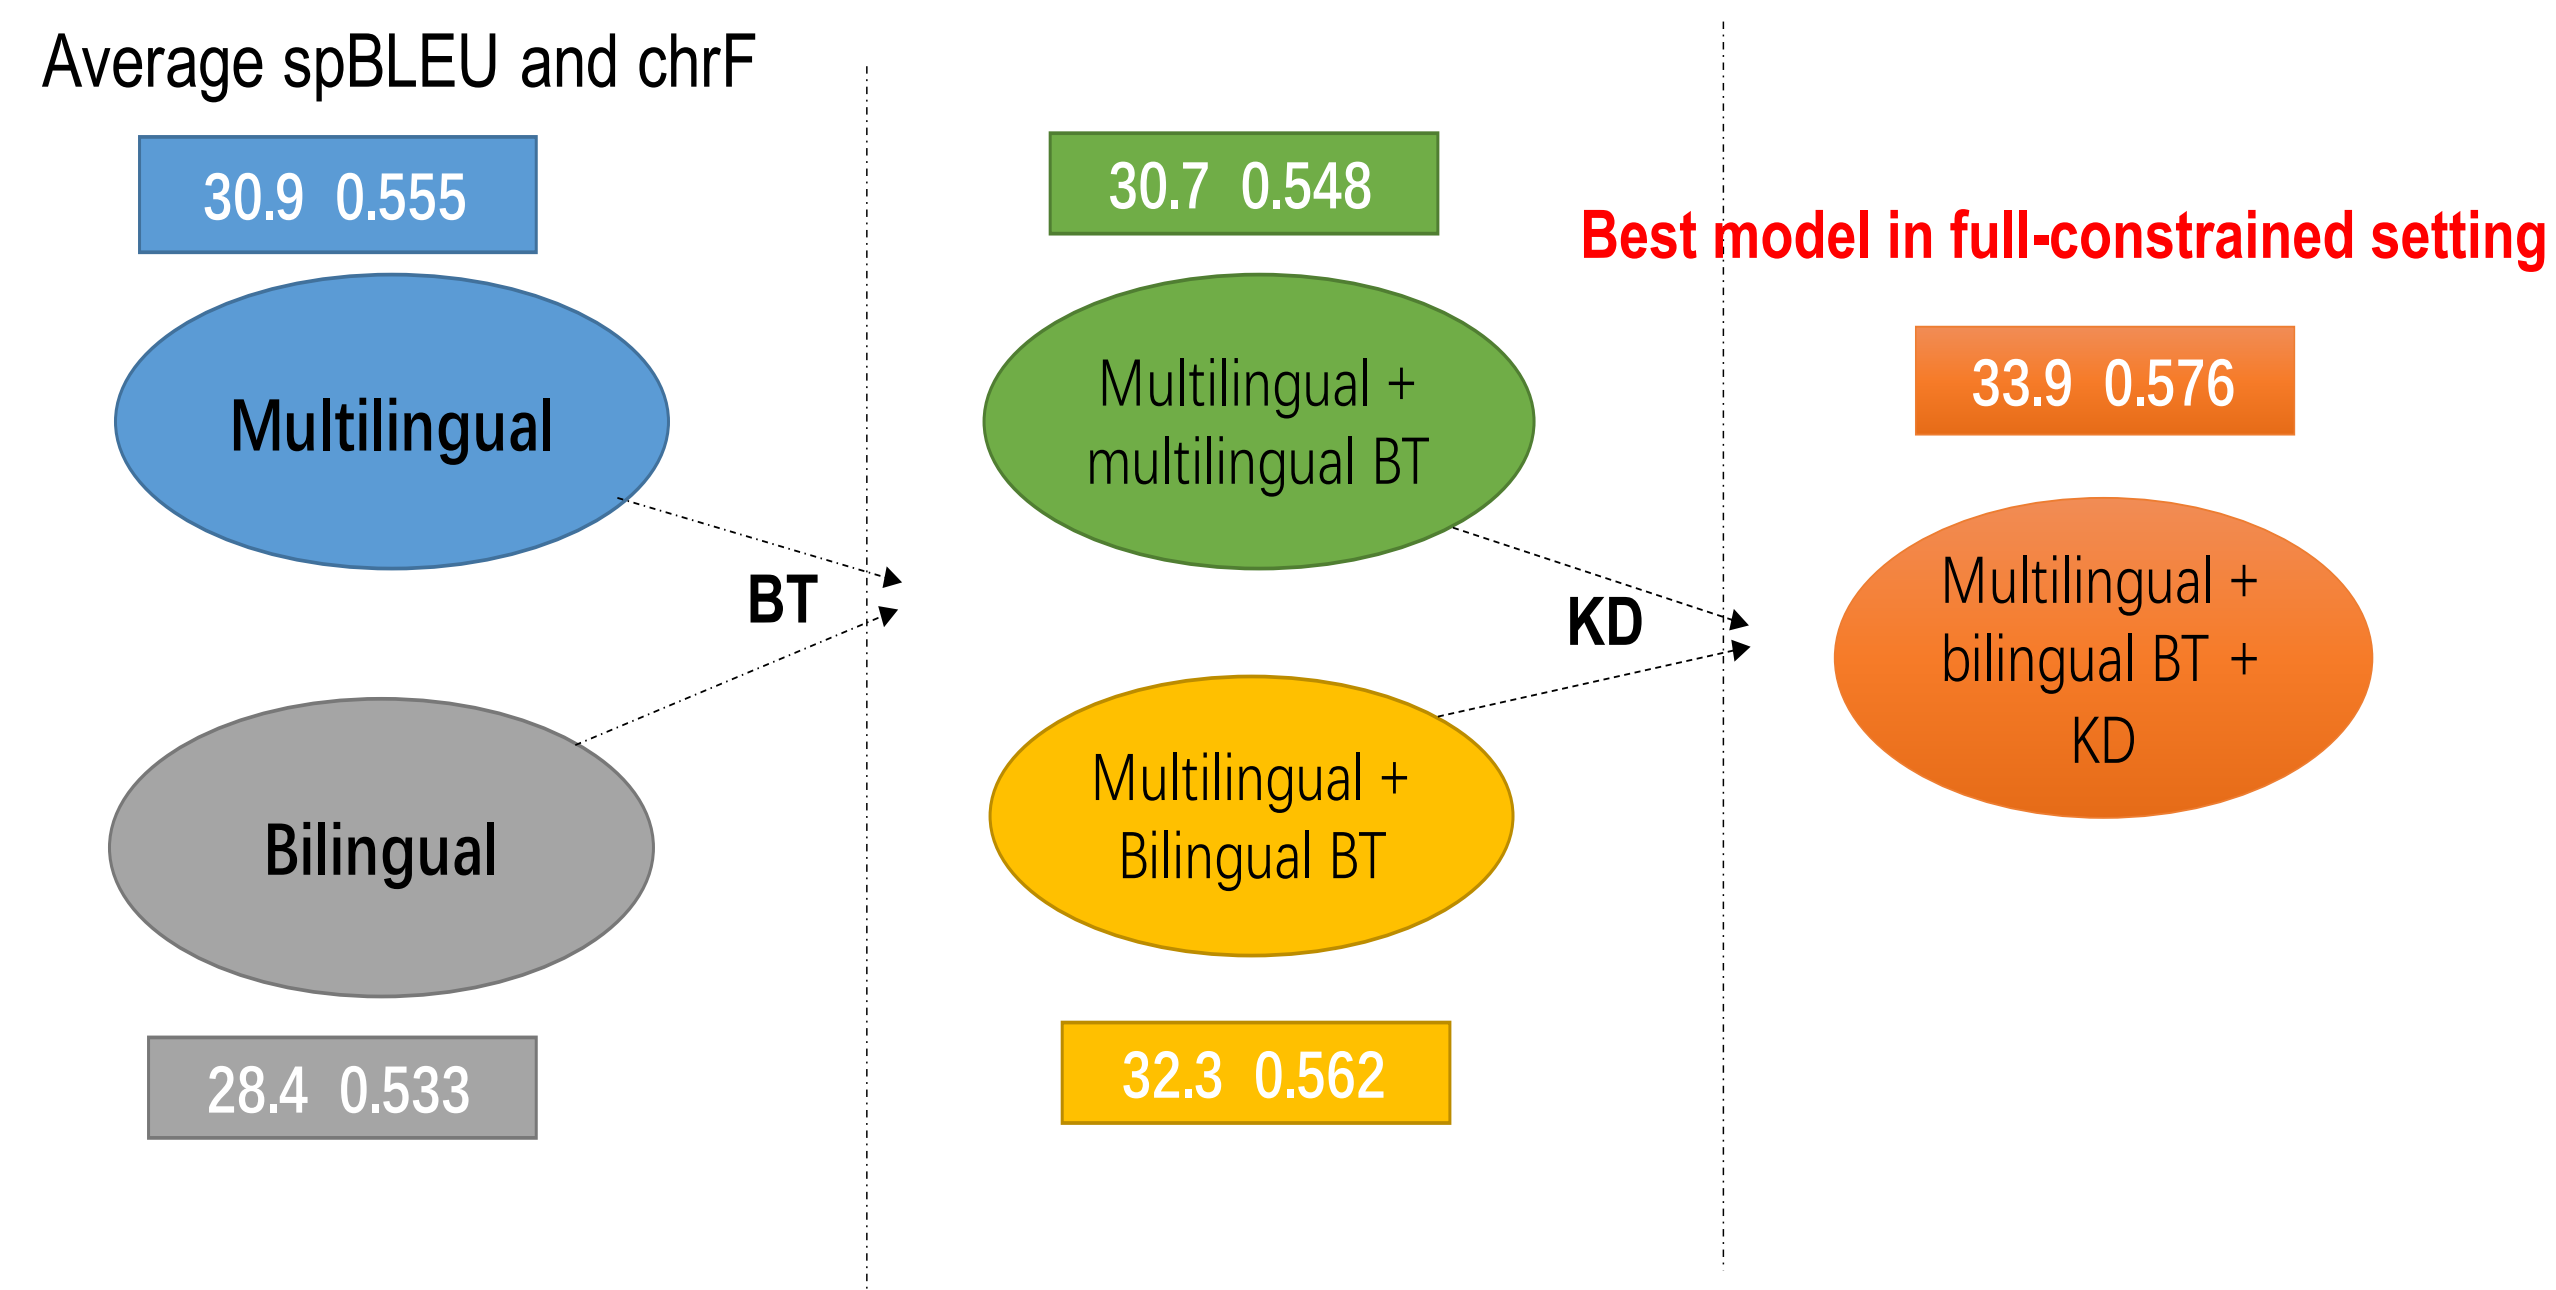 Average spBLEU and chrF
30.9 0.555
Multilingual
BT
Bilingual
28.4 0.533
30.7 0.548
Multilingual +
multilingual BT
KD
Multilingual +
Bilingual BT
32.3 0.562
Best model in full-constrained setting
33.9 0.576
Multilingual +
bilingual BT +
KD